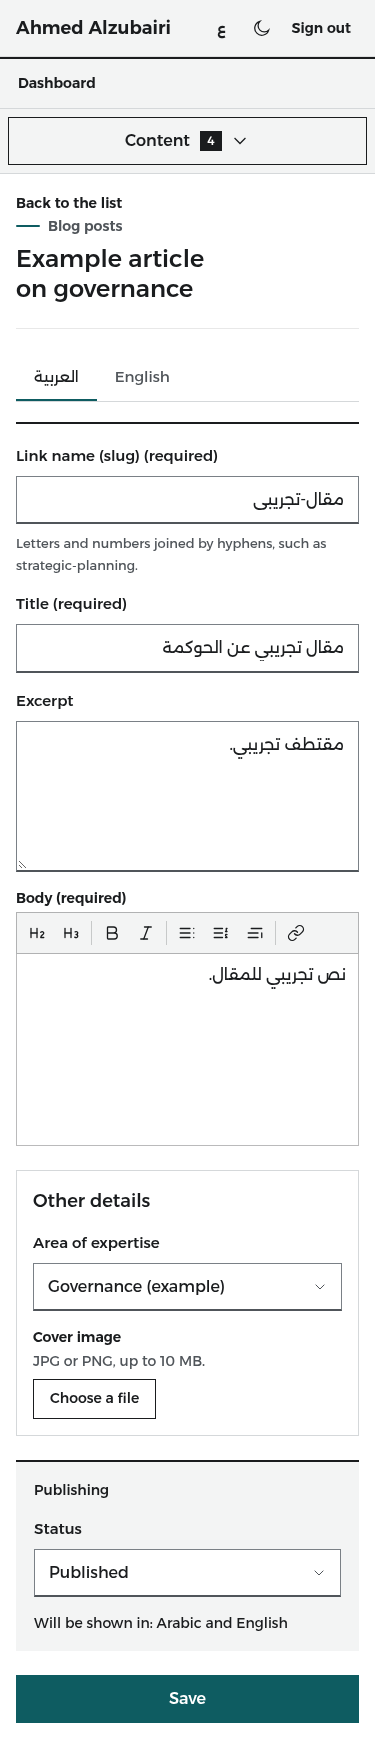 Ahmed Alzubairi
ع
Sign out
Dashboard
Content 4
Back to the list
Blog posts
Example article
on governance
العربية
English
Link name (slug) (required)
مقال-تجريبي
Letters and numbers joined by hyphens, such as
strategic-planning.
Title (required)
مقال تجريبي عن الحوكمة
Excerpt
مقتطف تجريبي.
Body (required)
H2 H3 B I
نص تجريبي للمقال.
Other details
Area of expertise
Governance (example)
Cover image
JPG or PNG, up to 10 MB.
Choose a file
Publishing
Status
Published
Will be shown in: Arabic and English
Save